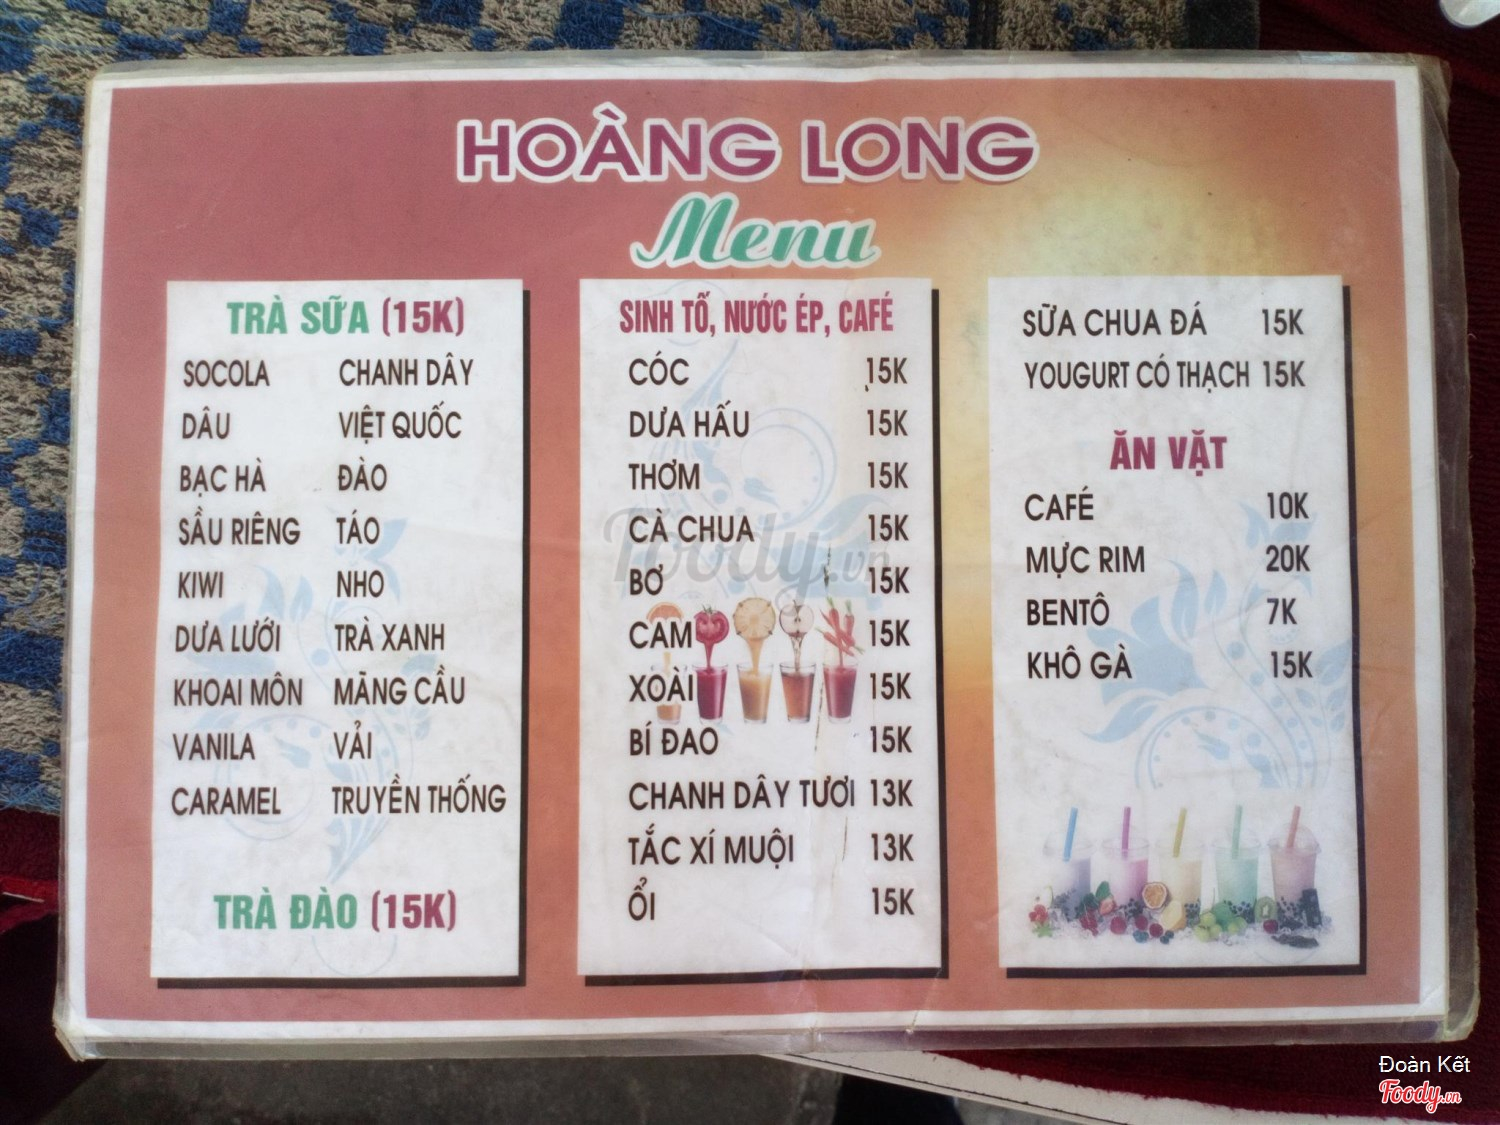 HOÀNG LONG
Menu
TRÀ SỮA (15K)
SOCOLA CHANH DÂY
DÂU VIỆT QUỐC
BẠC HÀ ĐÀO
SẦU RIÊNG TÁO
KIWI NHO
DƯA LƯỚI TRÀ XANH
KHOAI MÔN MÃNG CẦU
VANILA VẢI
CARAMEL TRUYỀN THỐNG
TRÀ ĐÀO (15K)
SINH TỐ, NƯỚC ÉP, CAFÉ
CÓC 15K
DƯA HẤU 15K
THƠM 15K
CÀ CHUA 15K
BƠ 15K
CAM 15K
XOÀI 15K
BÍ ĐAO 15K
CHANH DÂY TƯƠI 13K
TẮC XÍ MUỘI 13K
ỔI 15K
SỮA CHUA ĐÁ 15K
YOUGURT CÓ THẠCH 15K
ĂN VẶT
CAFÉ 10K
MỰC RIM 20K
BENTÔ 7K
KHÔ GÀ 15K
Foody.vn
Đoàn Kết
Foody.vn